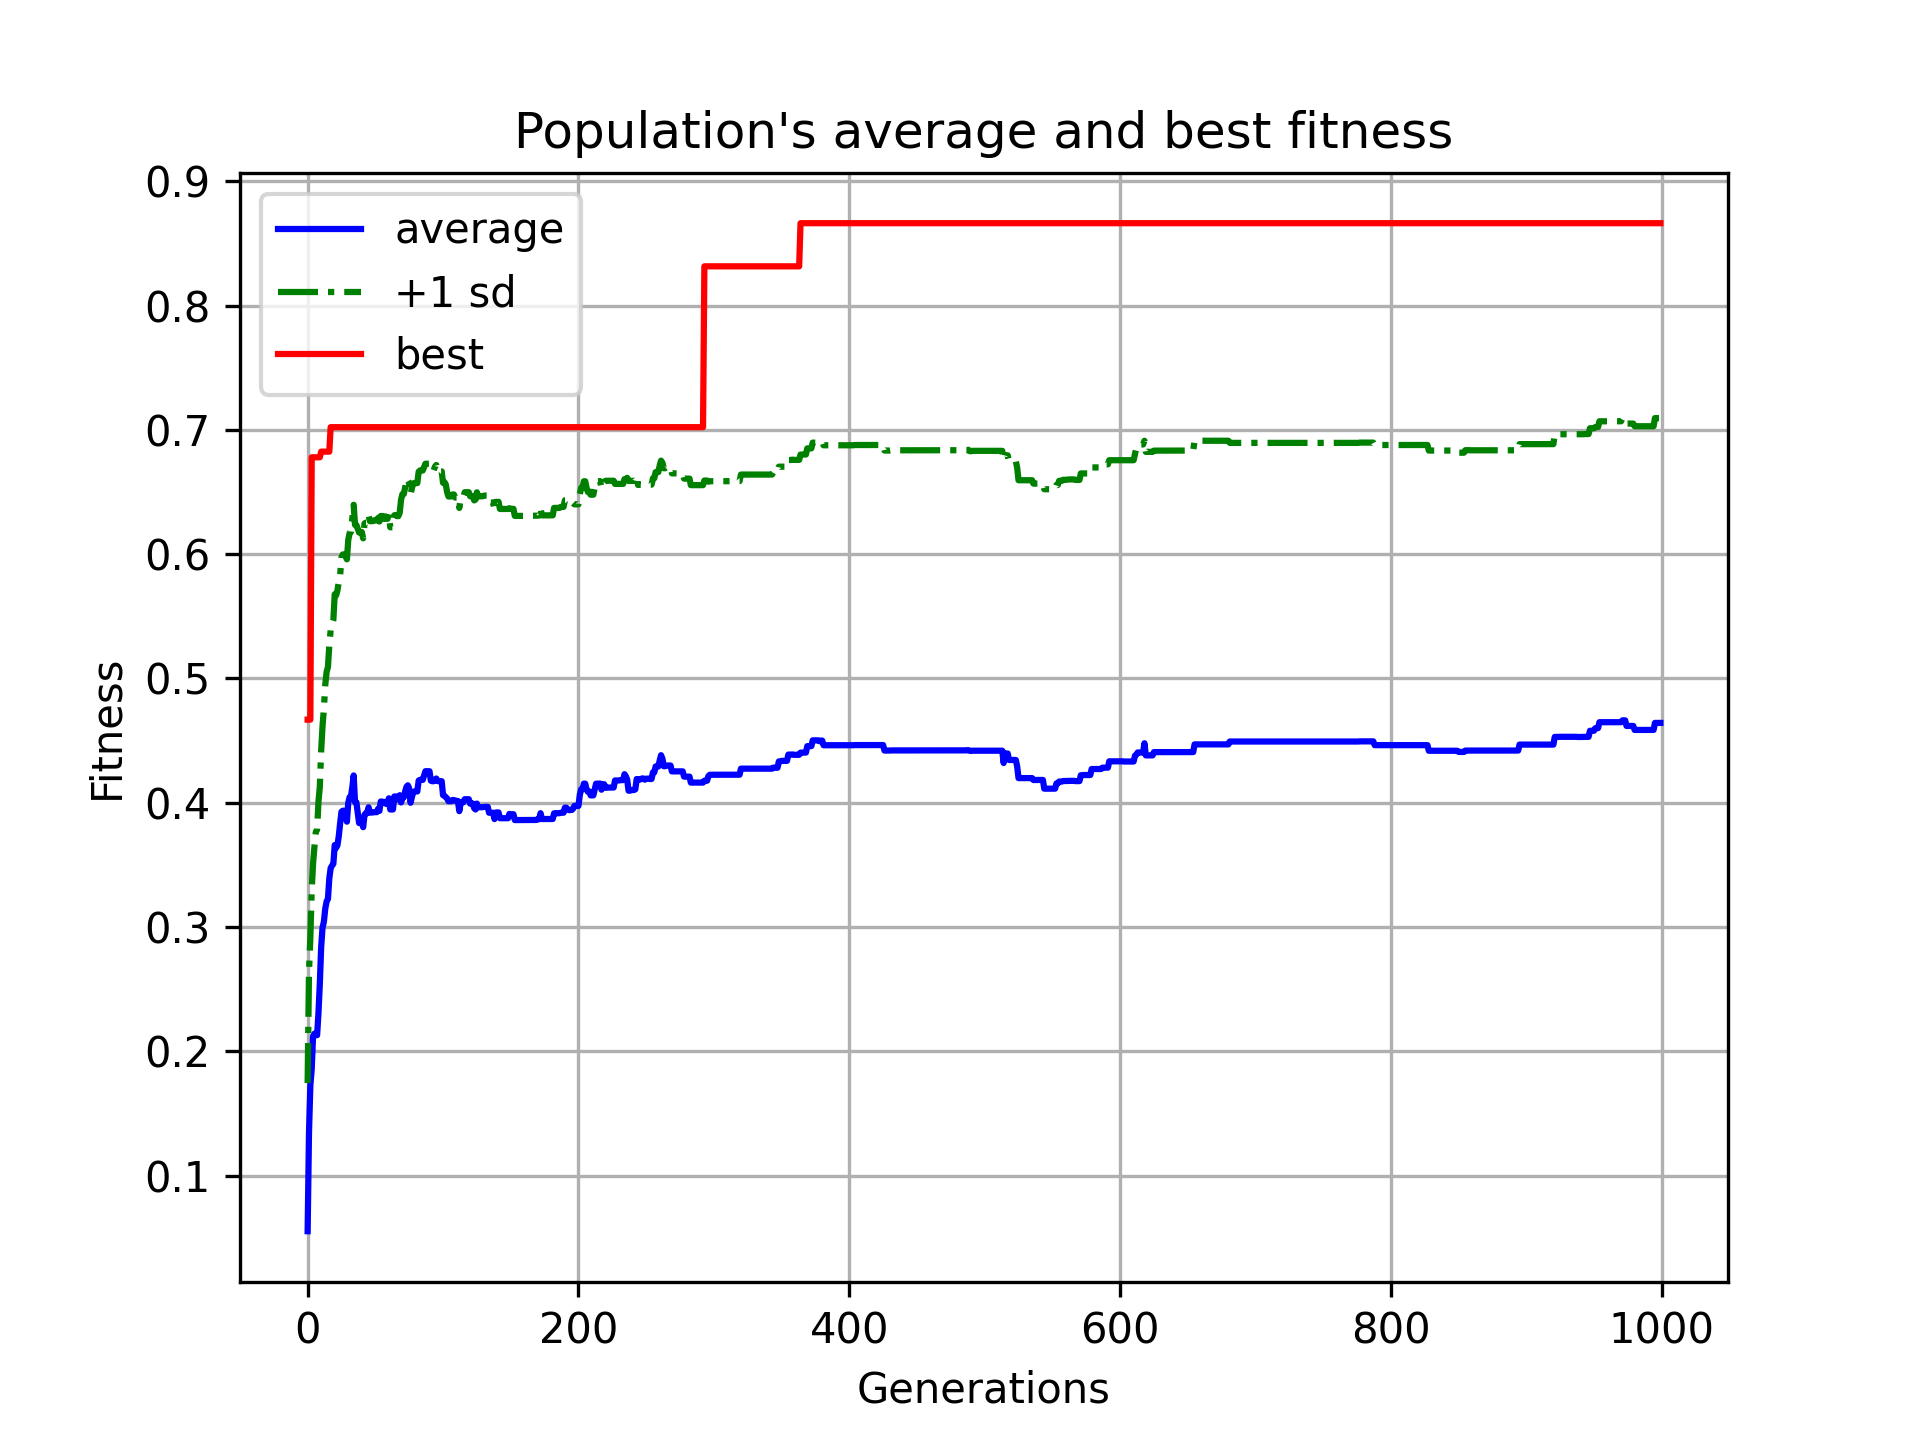 Population's average and best fitness
average
+1 sd
best
0.9
0.8
0.7
0.6
0.5
0.4
0.3
0.2
0.1
Fitness
0 200 400 600 800 1000
Generations